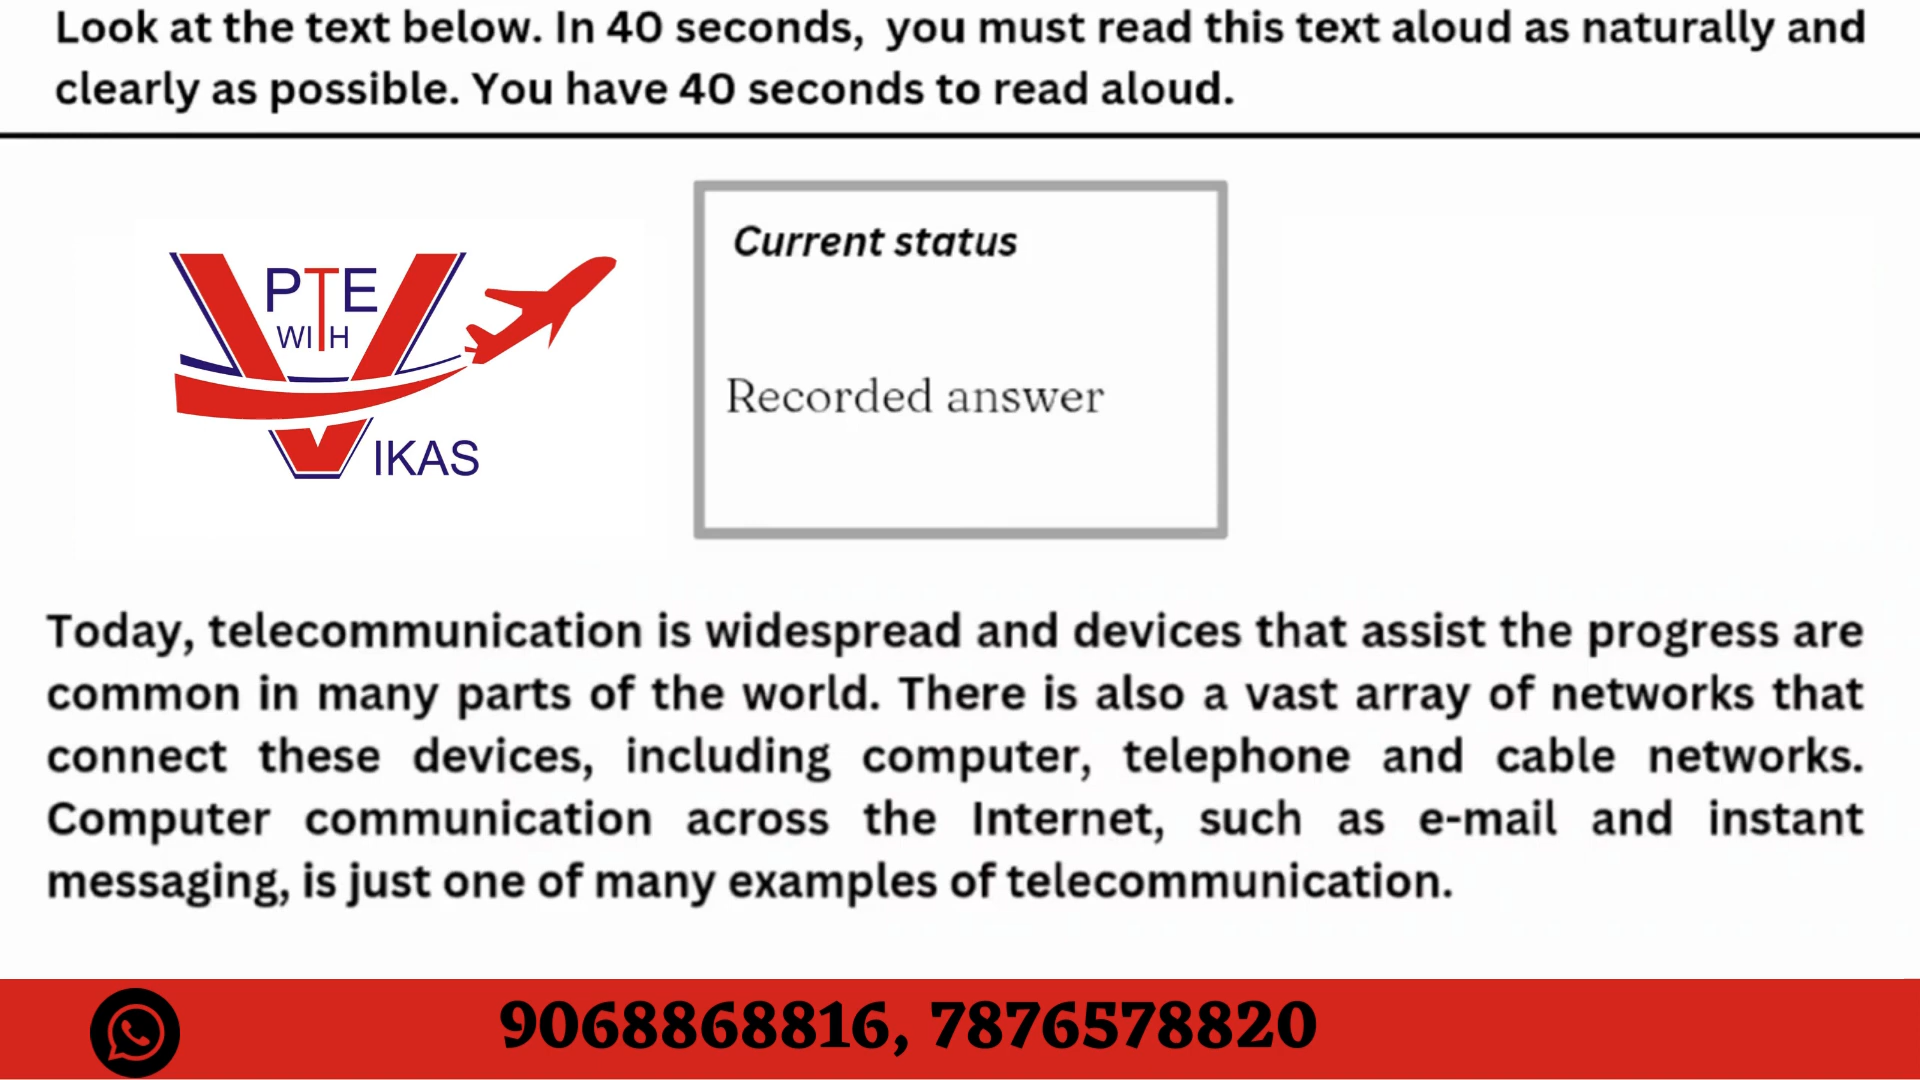 Look at the text below. In 40 seconds, you must read this text aloud as naturally and
clearly as possible. You have 40 seconds to read aloud.
PTE
WITH
VIKAS
Current status
Recorded answer
Today, telecommunication is widespread and devices that assist the progress are
common in many parts of the world. There is also a vast array of networks that
connect these devices, including computer, telephone and cable networks.
Computer communication across the Internet, such as e-mail and instant
messaging, is just one of many examples of telecommunication.
9068868816, 7876578820